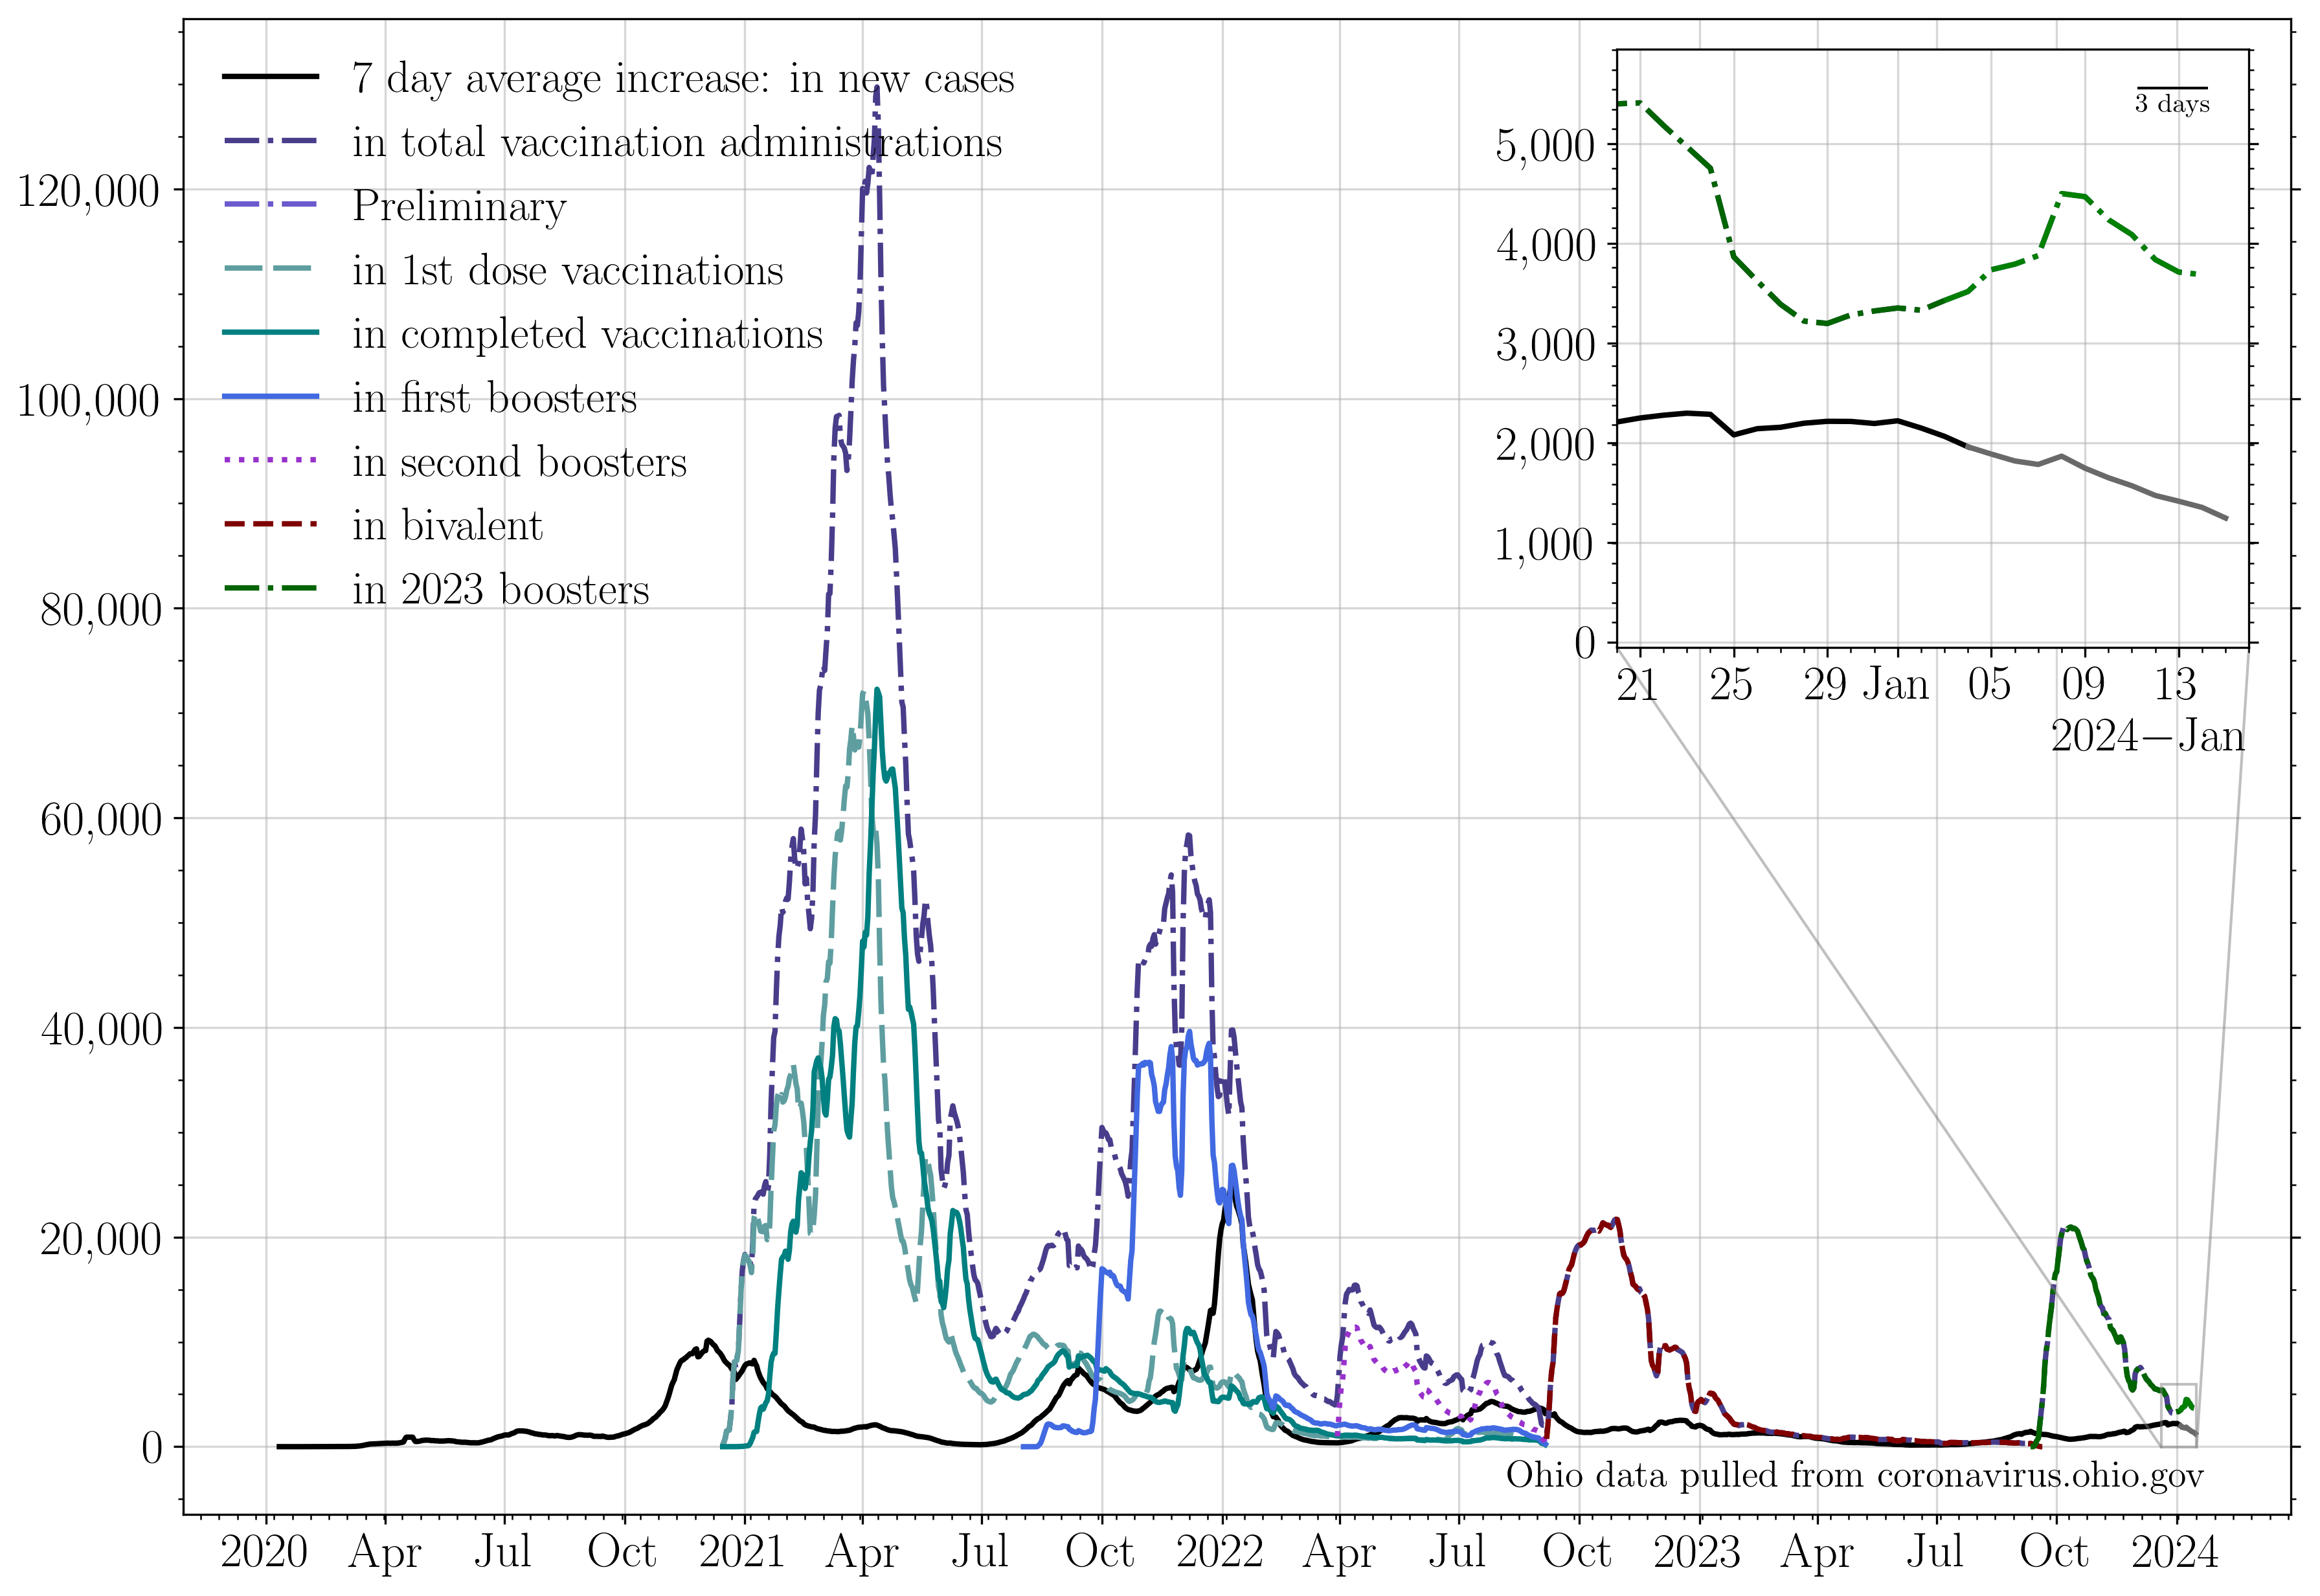 7 day average increase: in new cases
in total vaccination administrations
Preliminary
in 1st dose vaccinations
in completed vaccinations
in first boosters
in second boosters
in bivalent
in 2023 boosters
120,000
100,000
80,000
60,000
40,000
20,000
0
3 days
5,000
4,000
3,000
2,000
1,000
0
21 25 29 Jan 05 09 13
2024−Jan
Ohio data pulled from coronavirus.ohio.gov
2020 Apr Jul Oct 2021 Apr Jul Oct 2022 Apr Jul Oct 2023 Apr Jul Oct 2024